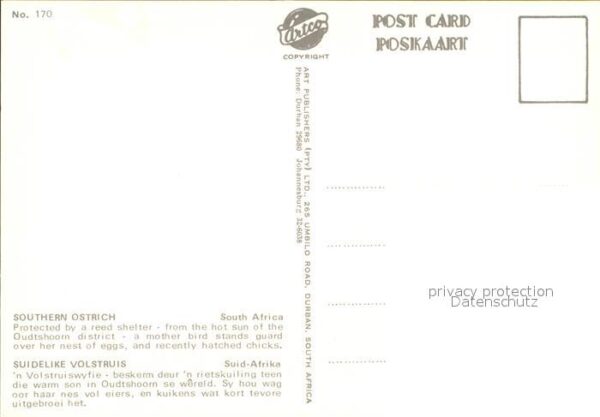 No. 170
Artco
COPYRIGHT
POST CARD
POSKAART
ART PUBLISHERS (PTY) LTD., 265 UMBILO ROAD, DURBAN, SOUTH AFRICA
Phone: Durban 29680 Johannesburg 32-6038
privacy protection
Datenschutz
SOUTHERN OSTRICH South Africa
Protected by a reed shelter - from the hot sun of the
Oudtshoorn district - a mother bird stands guard
over her nest of eggs, and recently hatched chicks.
SUIDELIKE VOLSTRUIS Suid-Afrika
'n Volstruiswyfie - beskerm deur 'n rietskuiling teen
die warm son in Oudtshoorn se wêreld. Sy hou wag
oor haar nes vol eiers, en kuikens wat kort tevore
uitgebroei het.